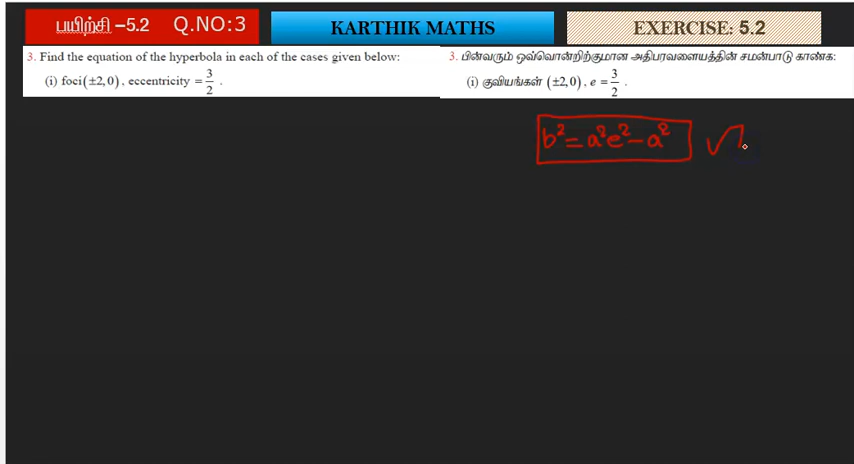 பயிற்சி –5.2 Q.NO:3
KARTHIK MATHS
EXERCISE: 5.2
3. Find the equation of the hyperbola in each of the cases given below:
(i) foci(±2,0), eccentricity = 3/2 .
3. பின்வரும் ஒவ்வொன்றிற்குமான அதிபரவளையத்தின் சமன்பாடு காண்க:
(i) குவியங்கள் (±2,0), e = 3/2 .
b² = a²e² – a²